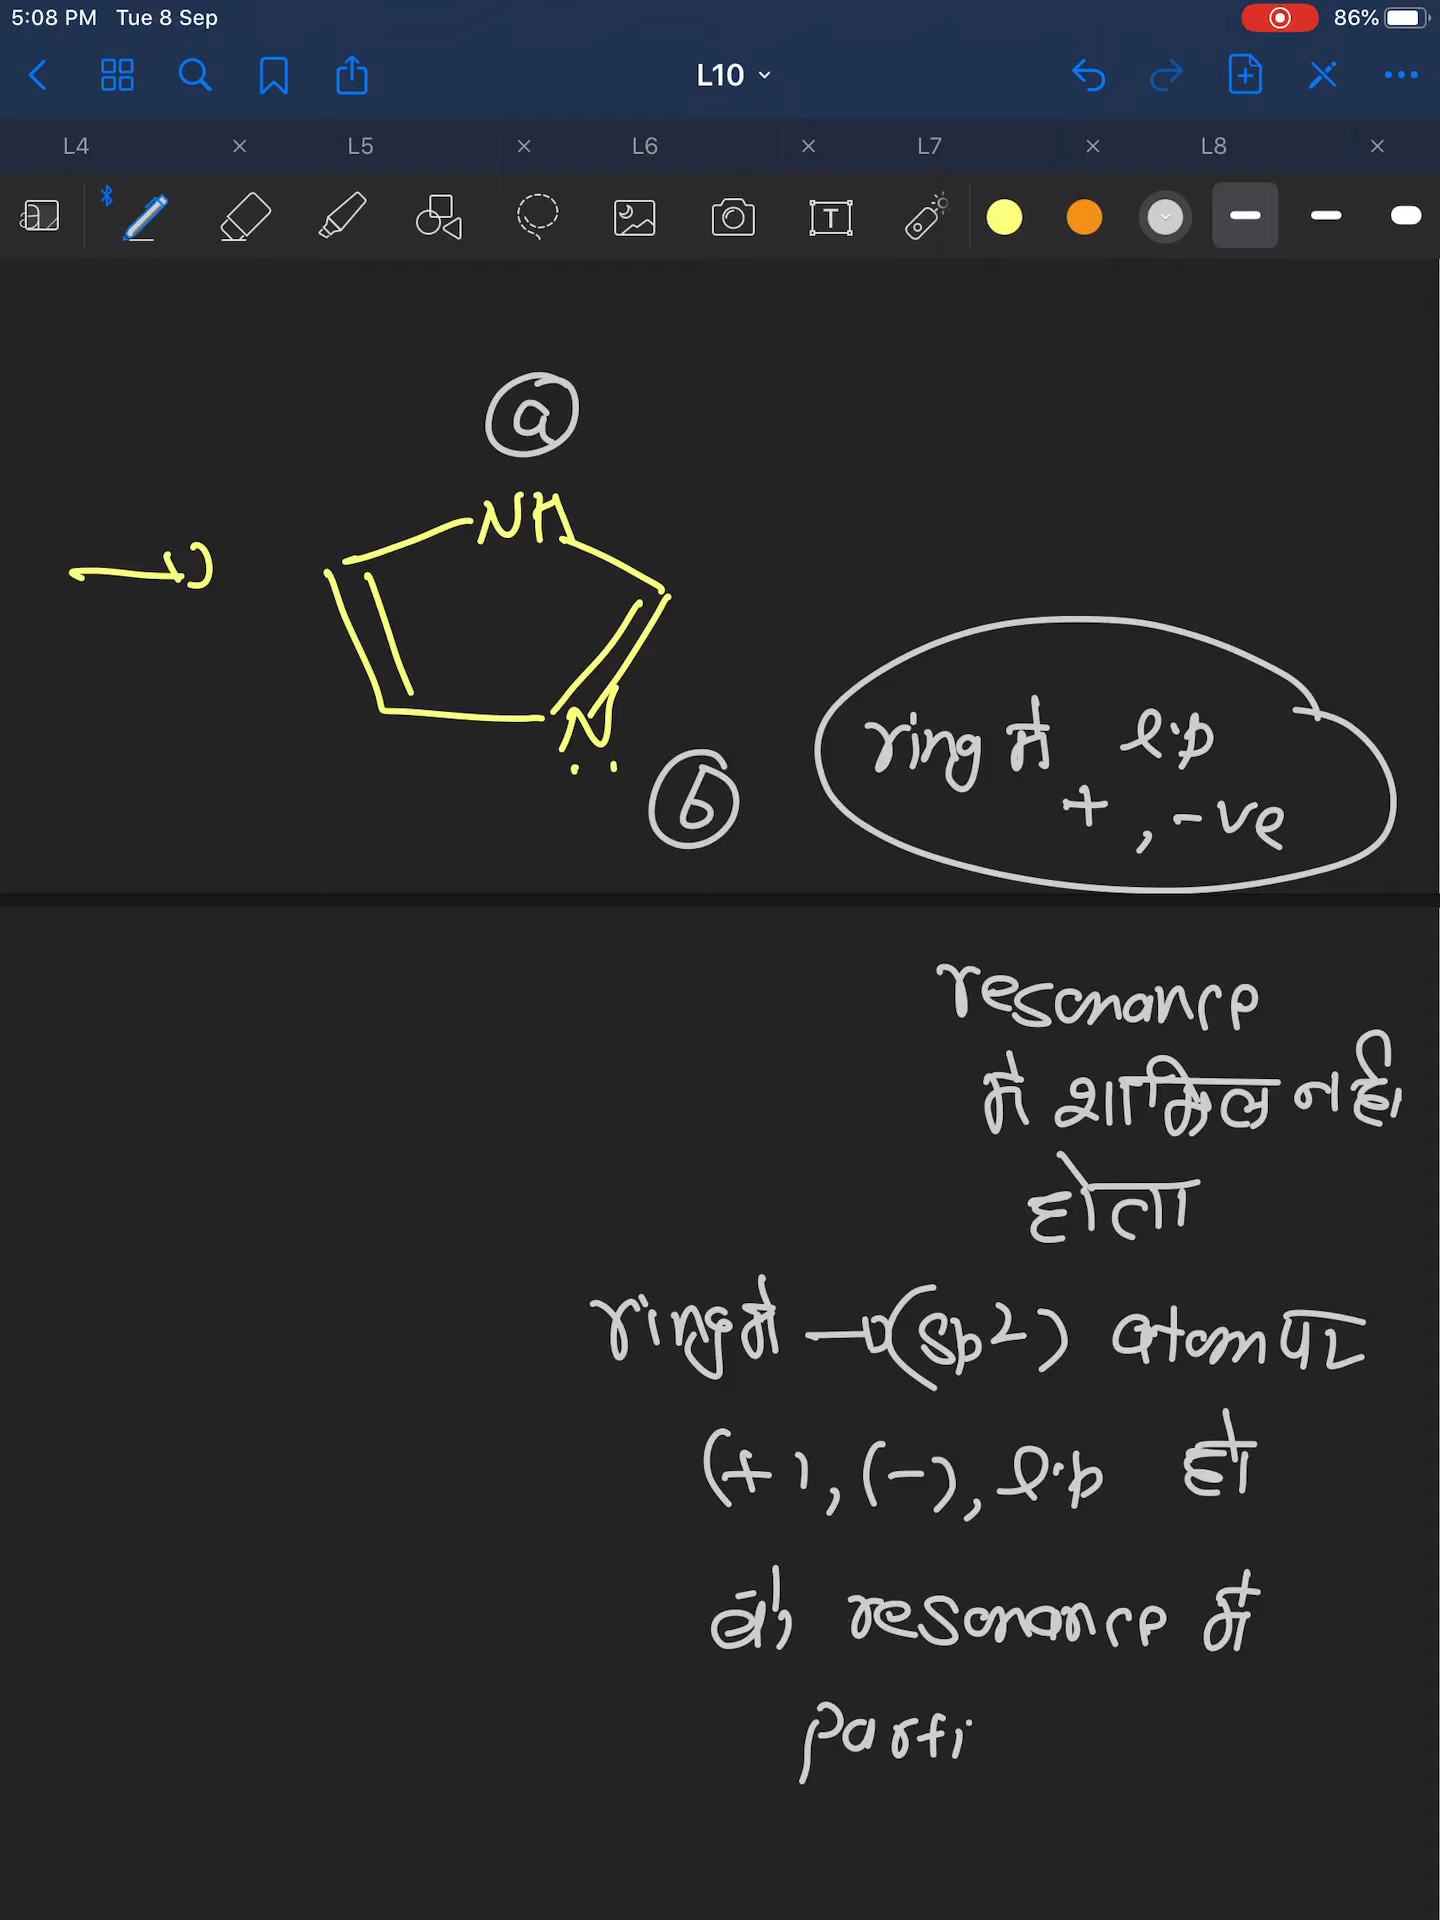 5:08 PM Tue 8 Sep 86%
L10
L4 L5 L6 L7 L8
a T
a
NH
N
b
ring में l.p
+ , -ve
resonance
में शामिल नही
होता
ring में → (sp2) atom पर
(+), (-), l.p हो
वो, resonance में
parti